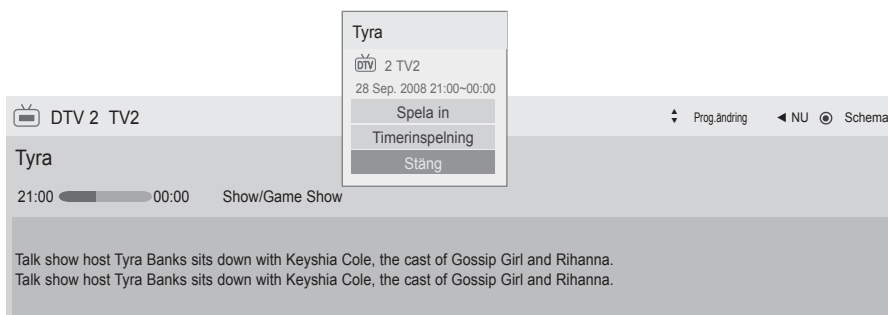 Tyra
DTV 2 TV2
28 Sep. 2008 21:00~00:00
Spela in
Timerinspelning
Stäng
DTV 2 TV2
Prog.ändring
NU
Schema
Tyra
21:00 00:00 Show/Game Show
Talk show host Tyra Banks sits down with Keyshia Cole, the cast of Gossip Girl and Rihanna.
Talk show host Tyra Banks sits down with Keyshia Cole, the cast of Gossip Girl and Rihanna.